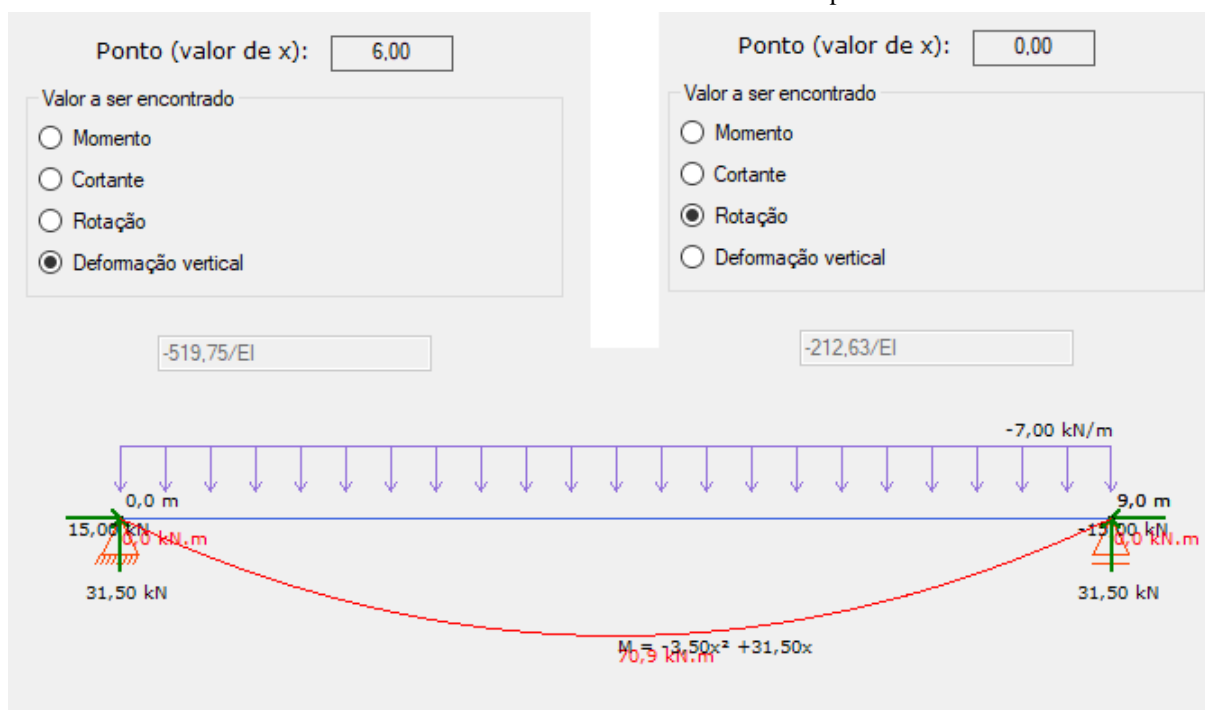 Ponto (valor de x): 6,00
Valor a ser encontrado
Momento
Cortante
Rotação
Deformação vertical
-519,75/EI
Ponto (valor de x): 0,00
Valor a ser encontrado
Momento
Cortante
Rotação
Deformação vertical
-212,63/EI
-7,00 kN/m
0,0 m
9,0 m
15,00 kN
0,0 kN.m
-15,00 kN
0,0 kN.m
31,50 kN
31,50 kN
M = -3,50x² +31,50x
70,9 kN.m